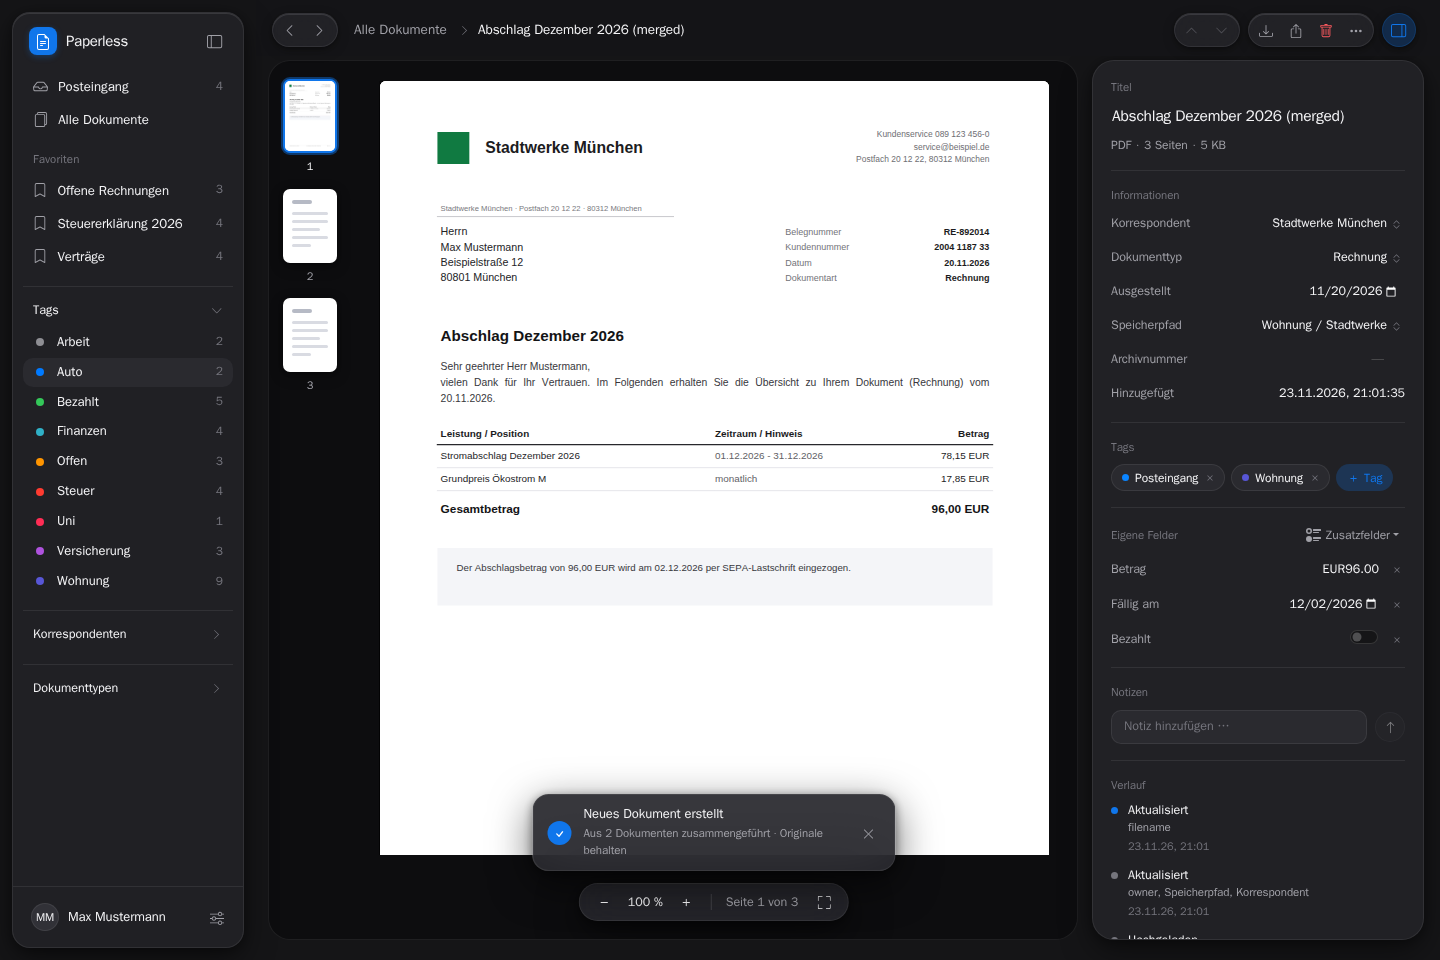 Paperless
Posteingang 4
Alle Dokumente
Favoriten
Offene Rechnungen 3
Steuererklärung 2026 4
Verträge 4
Tags
Arbeit 2
Auto 2
Bezahlt 5
Finanzen 4
Offen 3
Steuer 4
Uni 1
Versicherung 3
Wohnung 9
Korrespondenten
Dokumenttypen
MM Max Mustermann
Alle Dokumente Abschlag Dezember 2026 (merged)
1
2
3
Stadtwerke München
Kundenservice 089 123 456-0
service@beispiel.de
Postfach 20 12 22, 80312 München
Stadtwerke München · Postfach 20 12 22 · 80312 München
Herrn
Max Mustermann
Beispielstraße 12
80801 München
Belegnummer RE-892014
Kundennummer 2004 1187 33
Datum 20.11.2026
Dokumentart Rechnung
Abschlag Dezember 2026
Sehr geehrter Herr Mustermann,
vielen Dank für Ihr Vertrauen. Im Folgenden erhalten Sie die Übersicht zu Ihrem Dokument (Rechnung) vom
20.11.2026.
Leistung / Position Zeitraum / Hinweis Betrag
Stromabschlag Dezember 2026 01.12.2026 - 31.12.2026 78,15 EUR
Grundpreis Ökostrom M monatlich 17,85 EUR
Gesamtbetrag 96,00 EUR
Der Abschlagsbetrag von 96,00 EUR wird am 02.12.2026 per SEPA-Lastschrift eingezogen.
Neues Dokument erstellt
Aus 2 Dokumenten zusammengeführt · Originale
behalten
− 100 % + Seite 1 von 3
Titel
Abschlag Dezember 2026 (merged)
PDF · 3 Seiten · 5 KB
Informationen
Korrespondent Stadtwerke München
Dokumenttyp Rechnung
Ausgestellt 11/20/2026
Speicherpfad Wohnung / Stadtwerke
Archivnummer —
Hinzugefügt 23.11.2026, 21:01:35
Tags
Posteingang × Wohnung × + Tag
Eigene Felder Zusatzfelder
Betrag EUR96.00 ×
Fällig am 12/02/2026 ×
Bezahlt ×
Notizen
Notiz hinzufügen ⋯
Verlauf
Aktualisiert
filename
23.11.26, 21:01
Aktualisiert
owner, Speicherpfad, Korrespondent
23.11.26, 21:01
Hochgeladen